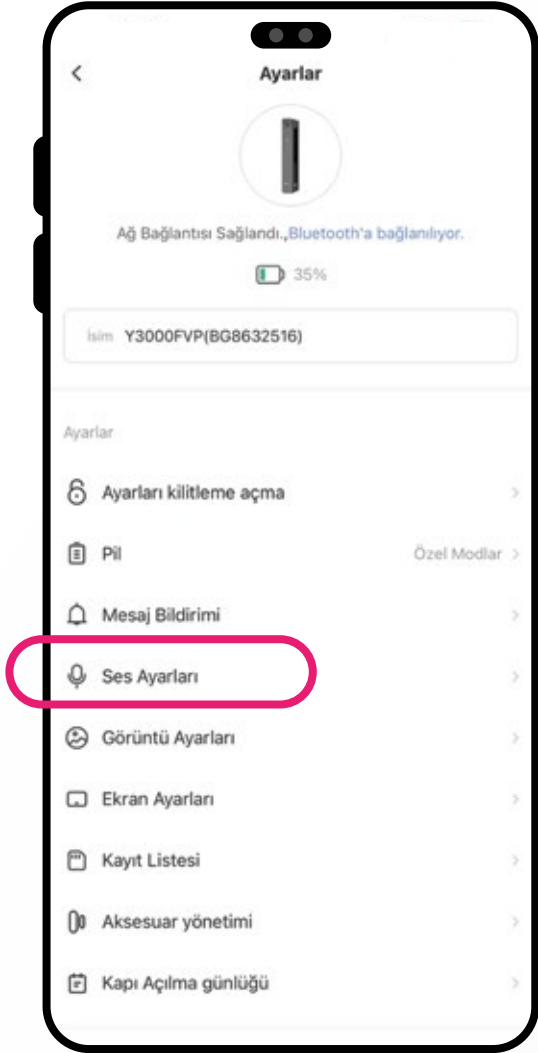 Ayarlar
Ağ Bağlantısı Sağlandı.,Bluetooth'a bağlanılıyor.
35%
İsim Y3000FVP(BG8632516)
Ayarlar
Ayarları kilitleme açma
Pil Özel Modlar
Mesaj Bildirimi
Ses Ayarları
Görüntü Ayarları
Ekran Ayarları
Kayıt Listesi
Aksesuar yönetimi
Kapı Açılma günlüğü